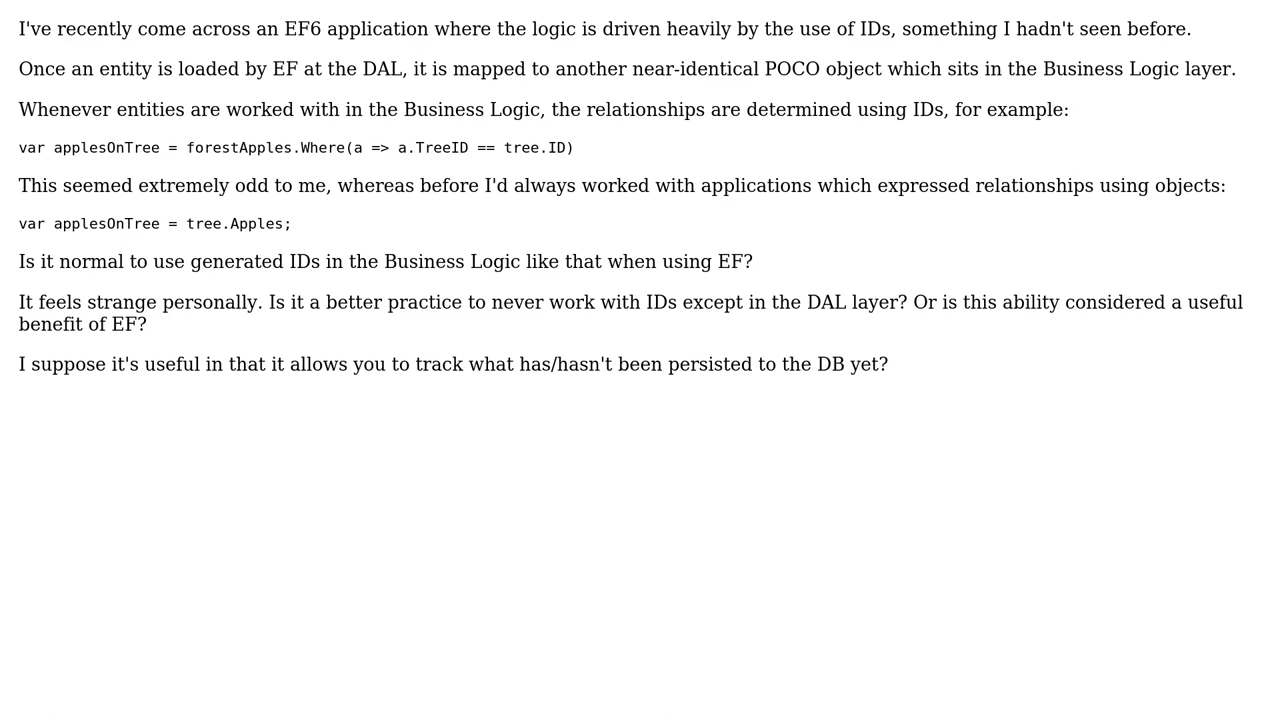 I've recently come across an EF6 application where the logic is driven heavily by the use of IDs, something I hadn't seen before.
Once an entity is loaded by EF at the DAL, it is mapped to another near-identical POCO object which sits in the Business Logic layer.
Whenever entities are worked with in the Business Logic, the relationships are determined using IDs, for example:
var applesOnTree = forestApples.Where(a => a.TreeID == tree.ID)
This seemed extremely odd to me, whereas before I'd always worked with applications which expressed relationships using objects:
var applesOnTree = tree.Apples;
Is it normal to use generated IDs in the Business Logic like that when using EF?
It feels strange personally. Is it a better practice to never work with IDs except in the DAL layer? Or is this ability considered a useful
benefit of EF?
I suppose it's useful in that it allows you to track what has/hasn't been persisted to the DB yet?